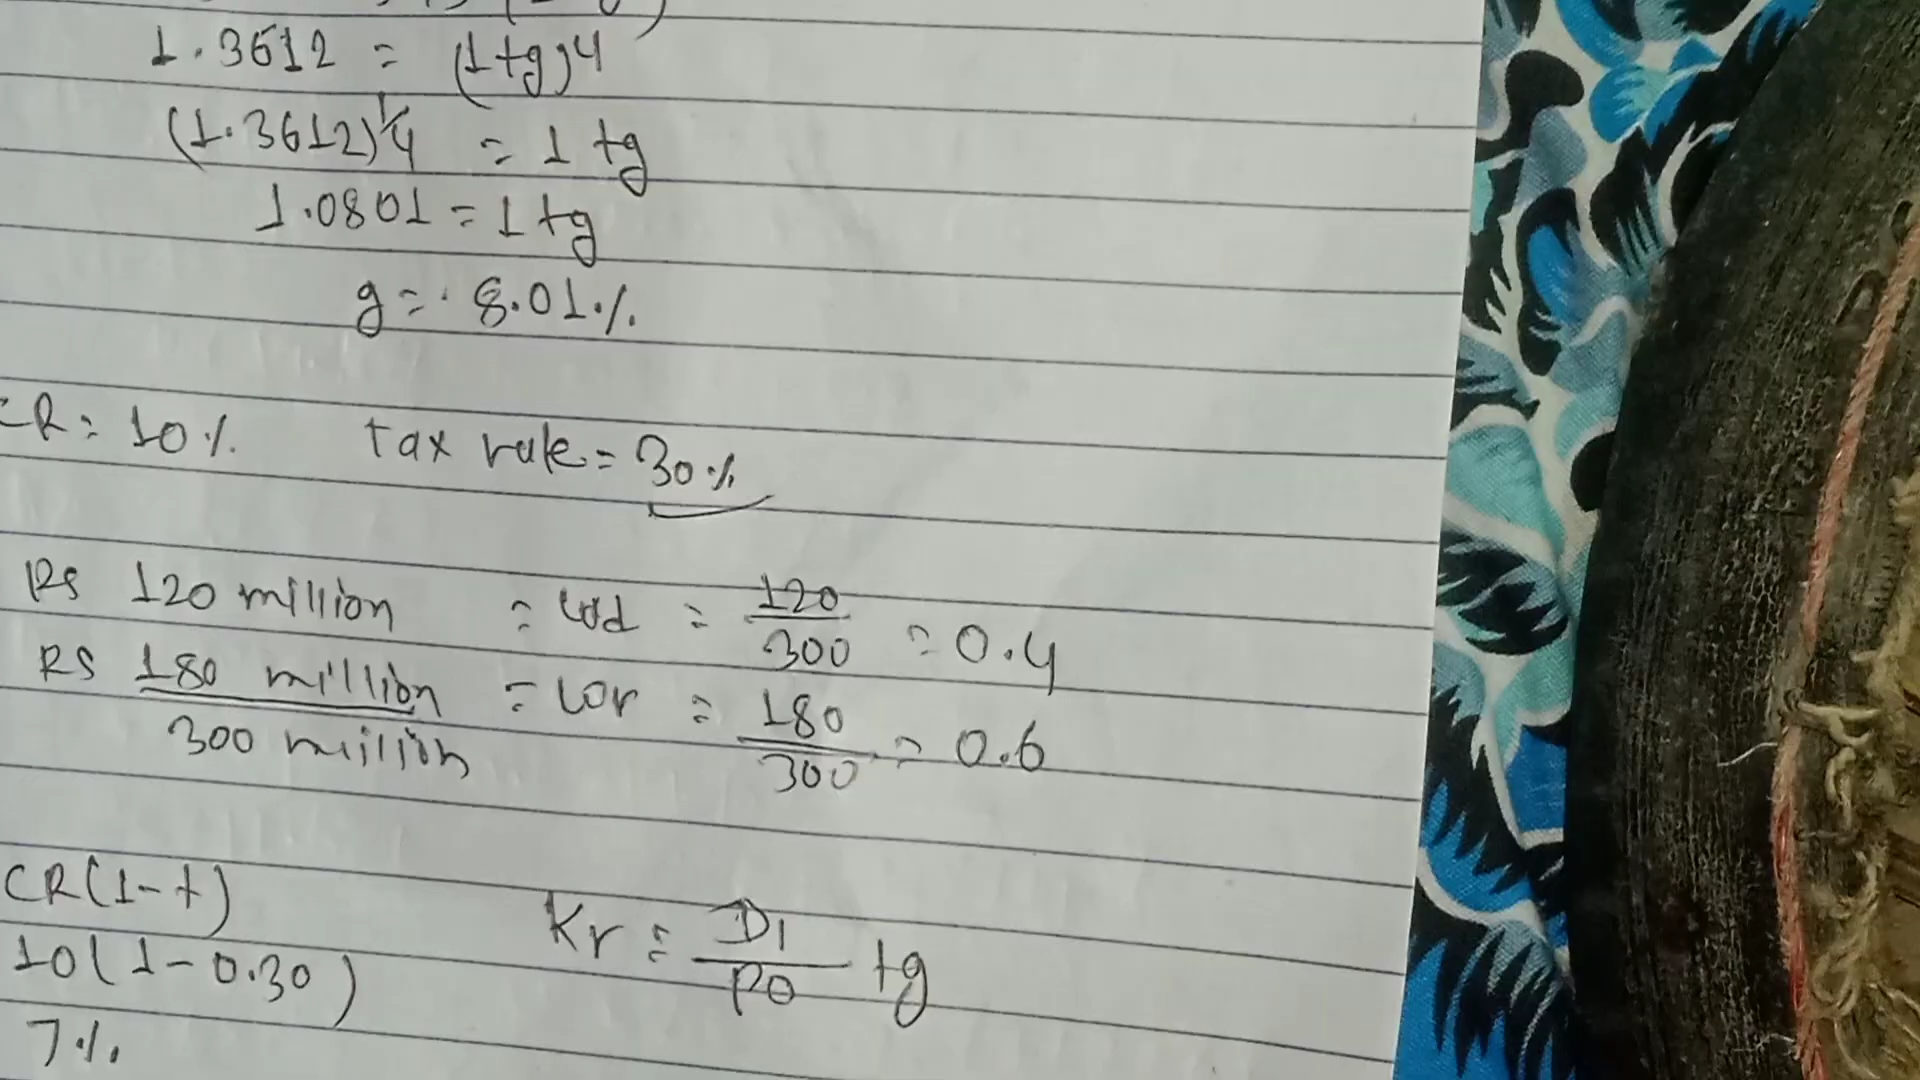 1.3612 = (1+g)4
(1.3612)1/4 = 1+g
1.0801 = 1+g
g = 8.01%
CR = 10% tax rate = 30%
RS 120 million = wd = 120/300 = 0.4
RS 180 million = wr = 180/300 = 0.6
300 million
CR(1-t)
10(1-0.30)
7%
Kr = D1/P0 +g